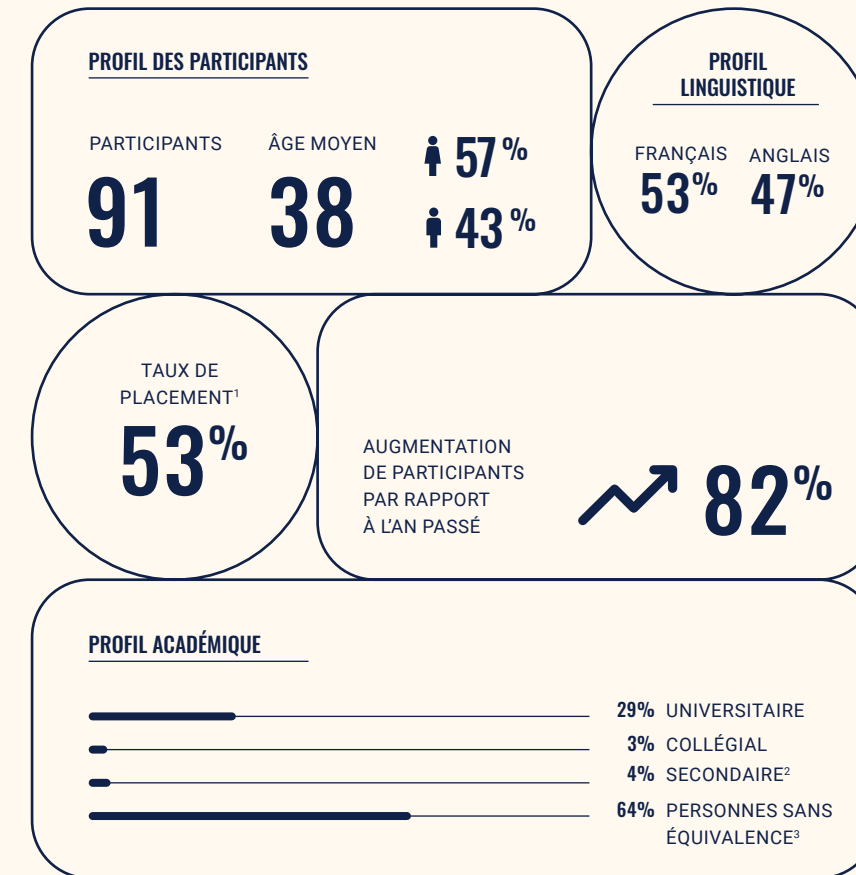 PROFIL DES PARTICIPANTS
PARTICIPANTS
91
ÂGE MOYEN
38
57%
43%
PROFIL
LINGUISTIQUE
FRANÇAIS
53%
ANGLAIS
47%
TAUX DE
PLACEMENT¹
53%
AUGMENTATION
DE PARTICIPANTS
PAR RAPPORT
À L'AN PASSÉ
82%
PROFIL ACADÉMIQUE
29% UNIVERSITAIRE
3% COLLÉGIAL
4% SECONDAIRE²
64% PERSONNES SANS
ÉQUIVALENCE³